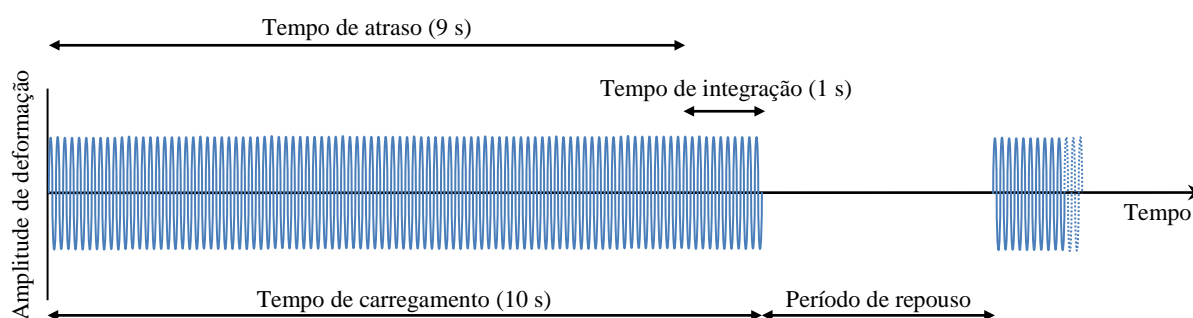 Tempo de atraso (9 s)
Tempo de integração (1 s)
Amplitude de deformação
Tempo
Tempo de carregamento (10 s)
Período de repouso